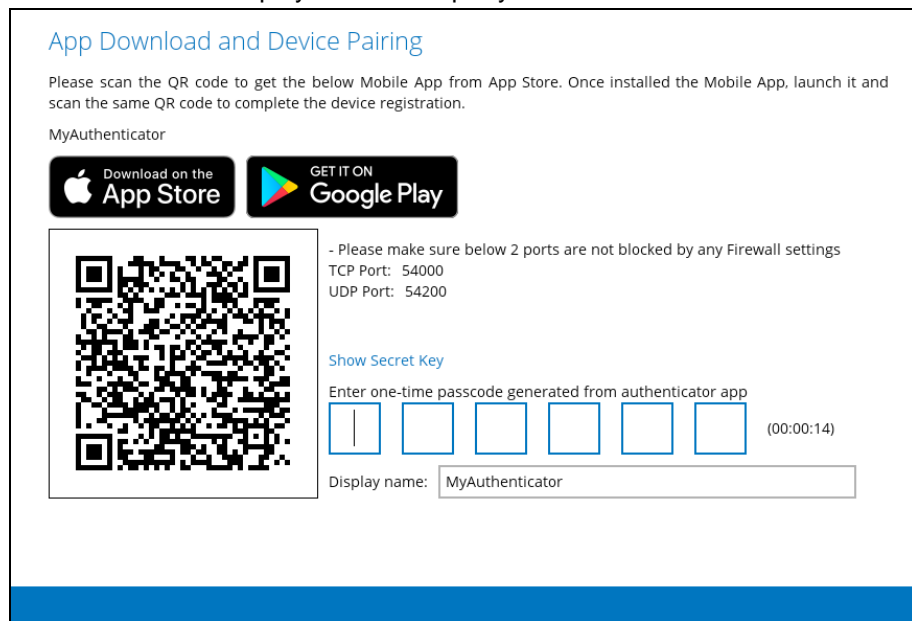 App Download and Device Pairing
Please scan the QR code to get the below Mobile App from App Store. Once installed the Mobile App, launch it and
scan the same QR code to complete the device registration.
MyAuthenticator
Download on the
App Store
GET IT ON
Google Play
- Please make sure below 2 ports are not blocked by any Firewall settings
TCP Port: 54000
UDP Port: 54200
Show Secret Key
Enter one-time passcode generated from authenticator app
(00:00:14)
Display name: MyAuthenticator